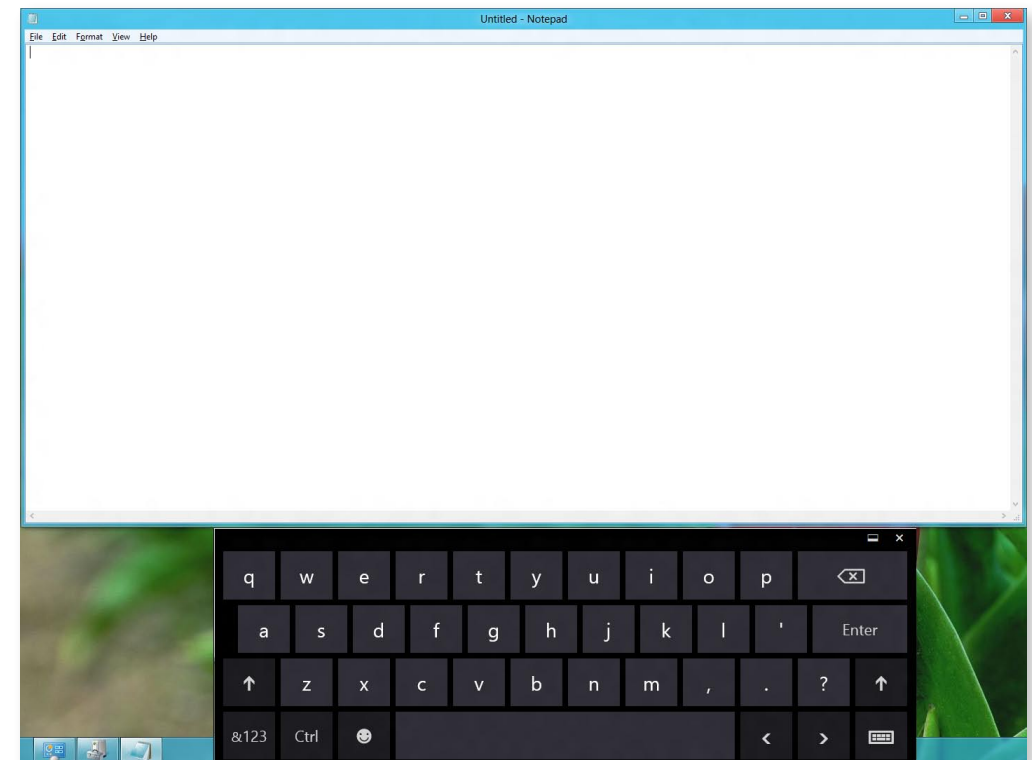 Untitled - Notepad
File Edit Format View Help
q w e r t y u i o p
a s d f g h j k l ' Enter
z x c v b n m , . ?
&123 Ctrl